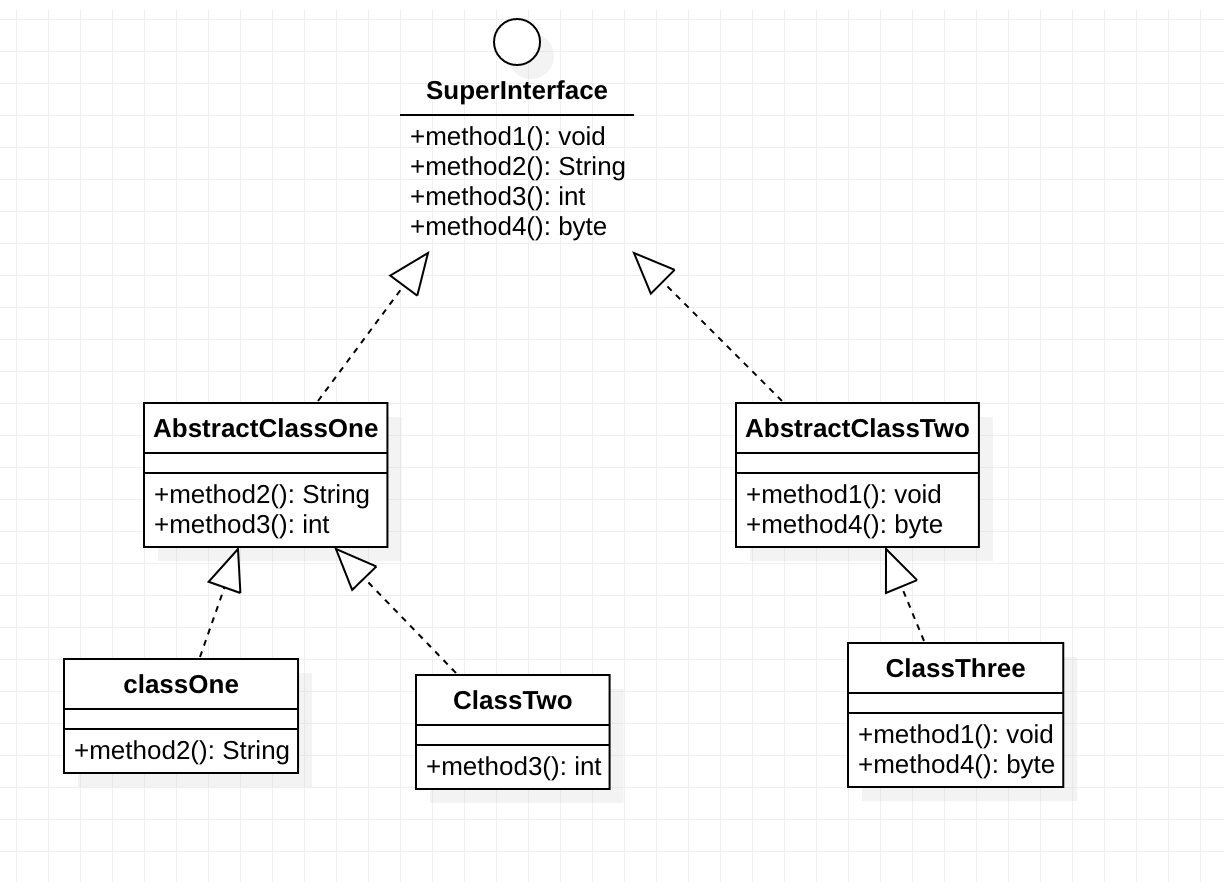 SuperInterface
+method1(): void
+method2(): String
+method3(): int
+method4(): byte
AbstractClassOne
+method2(): String
+method3(): int
AbstractClassTwo
+method1(): void
+method4(): byte
classOne
+method2(): String
ClassTwo
+method3(): int
ClassThree
+method1(): void
+method4(): byte